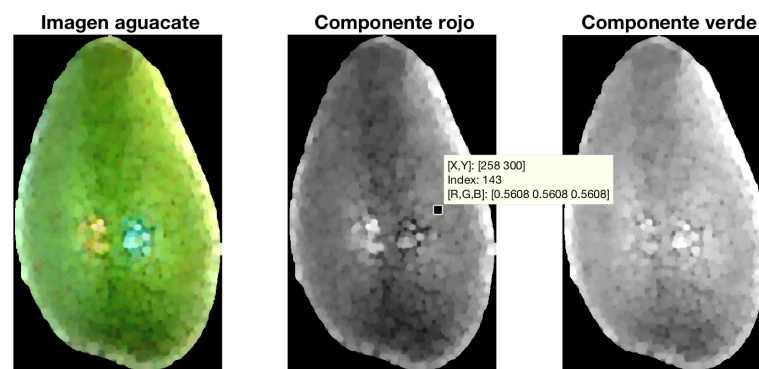 Imagen aguacate
Componente rojo
Componente verde
[X,Y]: [258 300]
Index: 143
[R,G,B]: [0.5608 0.5608 0.5608]